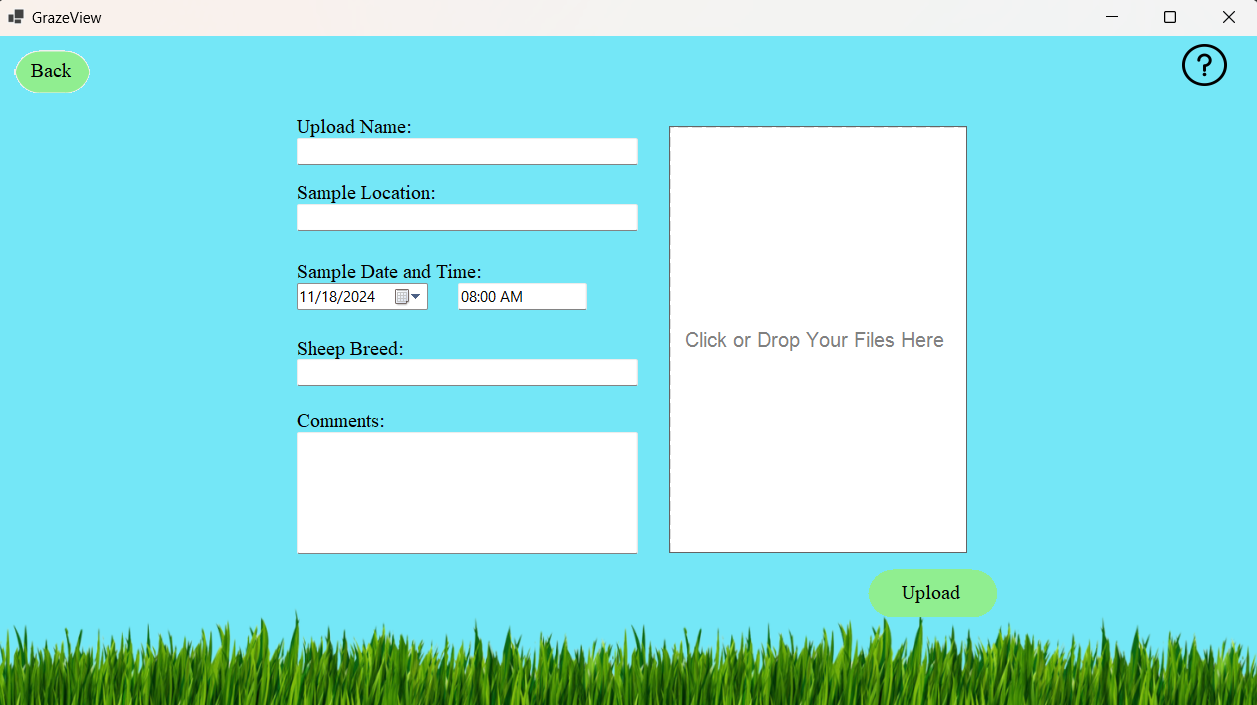 GrazeView
Back
?
Upload Name:
Sample Location:
Sample Date and Time:
11/18/2024 08:00 AM
Sheep Breed:
Comments:
Click or Drop Your Files Here
Upload